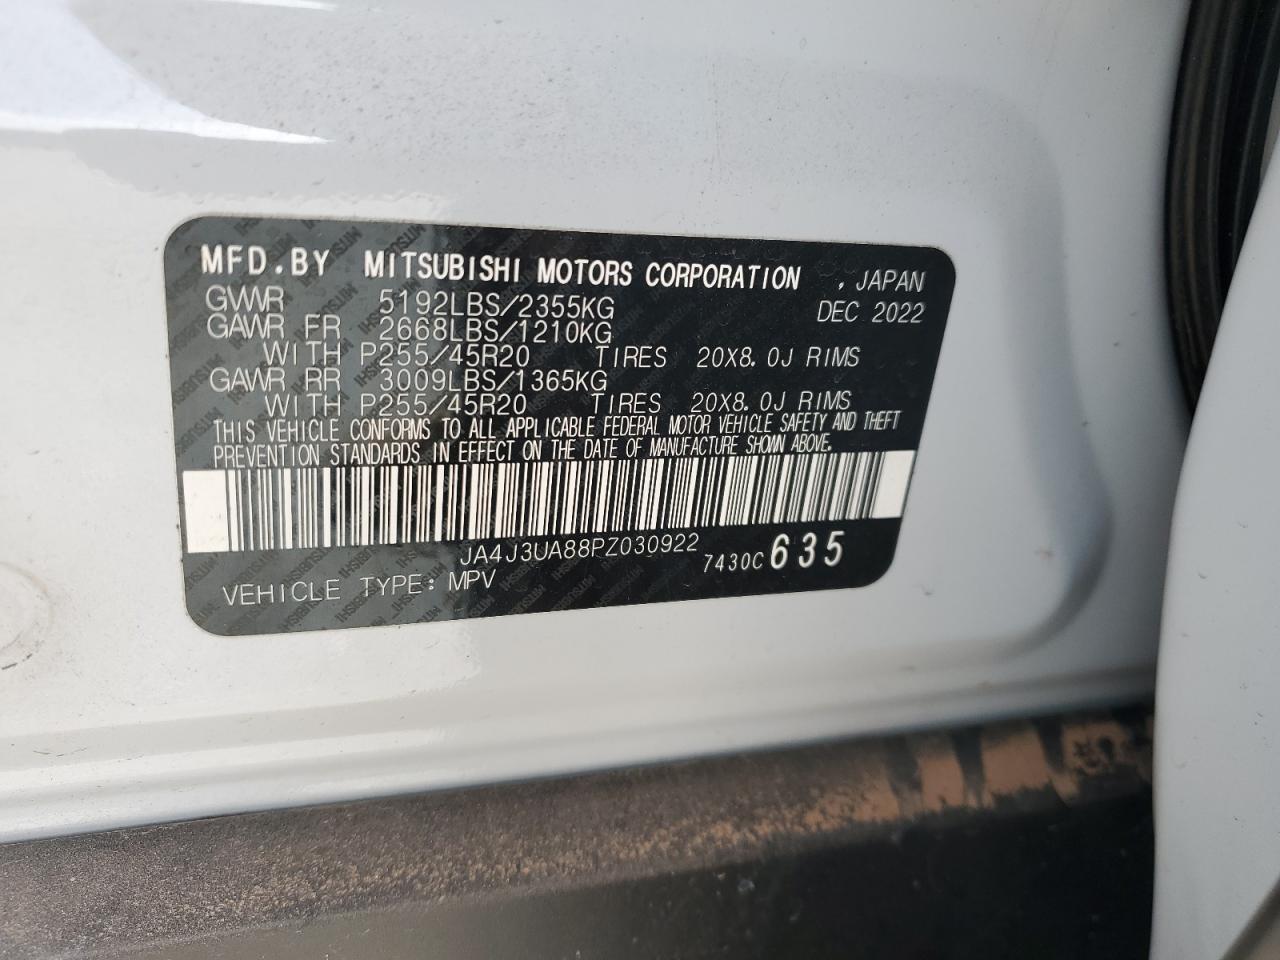 MFD.BY MITSUBISHI MOTORS CORPORATION , JAPAN
GVWR 5192LBS/2355KG DEC 2022
GAWR FR 2668LBS/1210KG
WITH P255/45R20 TIRES 20X8.0J RIMS
GAWR RR 3009LBS/1365KG
WITH P255/45R20 TIRES 20X8.0J RIMS
THIS VEHICLE CONFORMS TO ALL APPLICABLE FEDERAL MOTOR VEHICLE SAFETY AND THEFT
PREVENTION STANDARDS IN EFFECT ON THE DATE OF MANUFACTURE SHOWN ABOVE.
JA4J3UA88PZ030922 7430C 635
VEHICLE TYPE: MPV